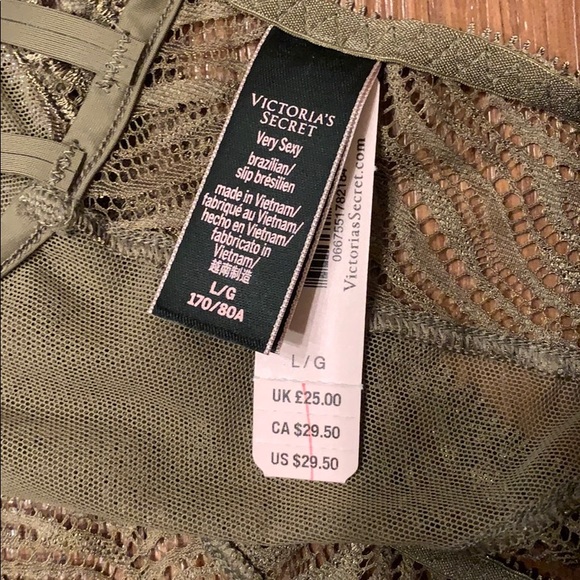 VICTORIA'S
SECRET
Very Sexy
brazilian/
slip brésilien
made in Vietnam/
fabriqué au Vietnam/
hecho en Vietnam/
fabbricato in
Vietnam/
越南制造
L/G
170/80A
VictoriasSecret.com
L/G
UK £25.00
CA $29.50
US $29.50